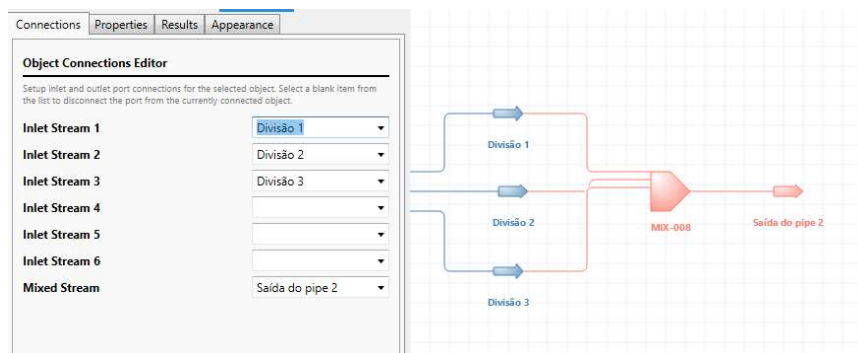 Connections Properties Results Appearance
Object Connections Editor
Setup inlet and outlet port connections for the selected object. Select a blank item from
the list to disconnect the port from the currently connected object.
Inlet Stream 1 Divisão 1
Inlet Stream 2 Divisão 2
Inlet Stream 3 Divisão 3
Inlet Stream 4
Inlet Stream 5
Inlet Stream 6
Mixed Stream Saída do pipe 2
Divisão 1
Divisão 2
MIX-008
Saída do pipe 2
Divisão 3